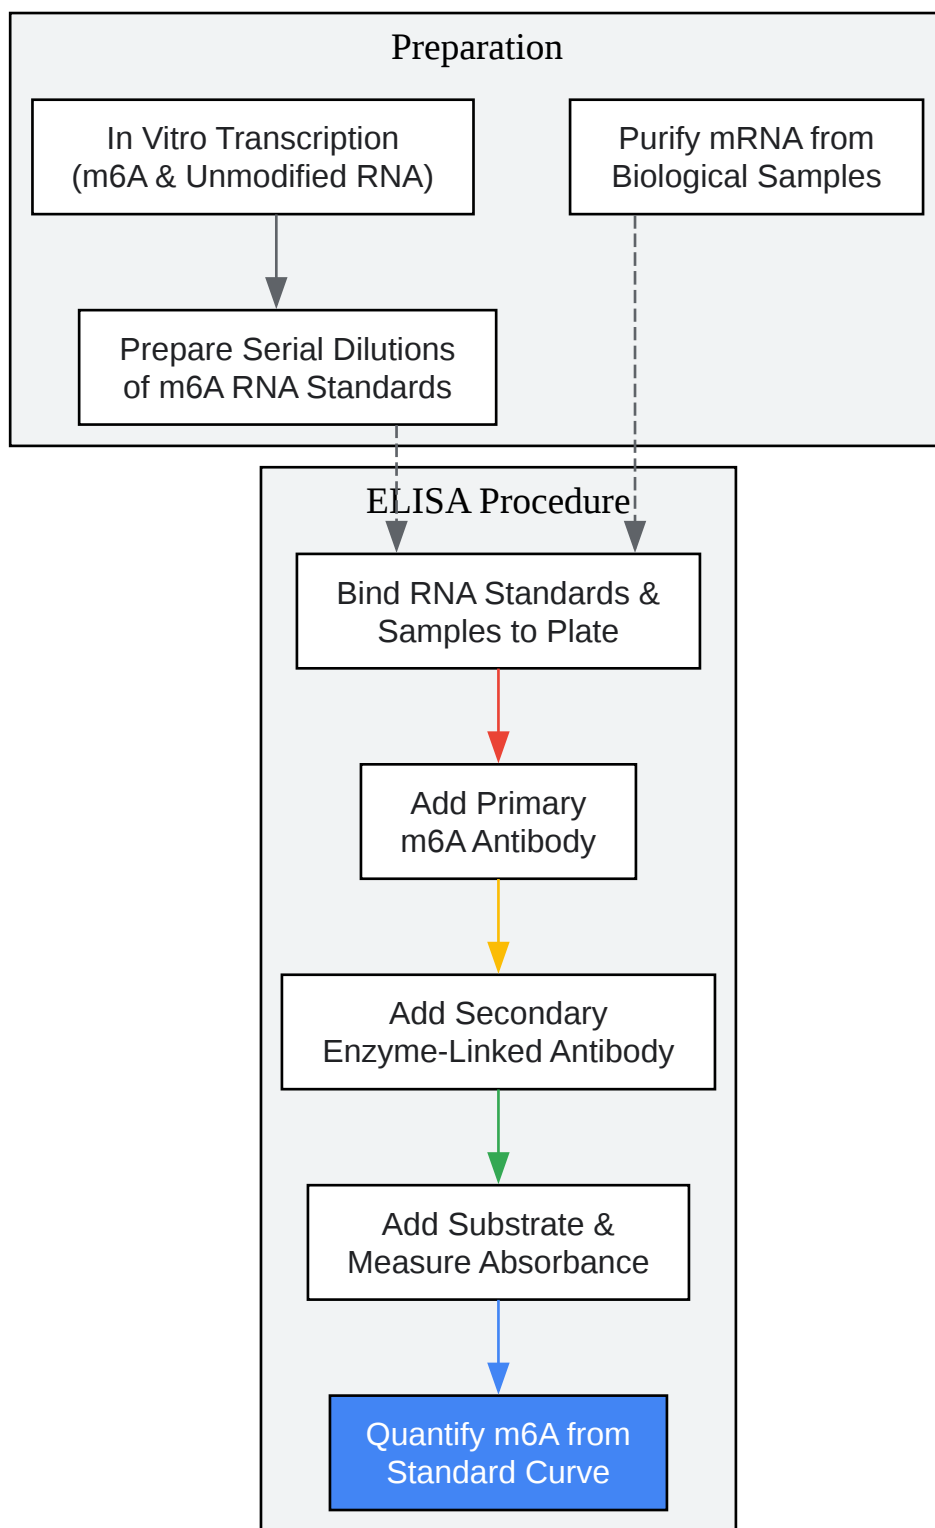 Preparation
In Vitro Transcription
(m6A & Unmodified RNA)
Purify mRNA from
Biological Samples
Prepare Serial Dilutions
of m6A RNA Standards
ELISA Procedure
Bind RNA Standards &
Samples to Plate
Add Primary
m6A Antibody
Add Secondary
Enzyme-Linked Antibody
Add Substrate &
Measure Absorbance
Quantify m6A from
Standard Curve